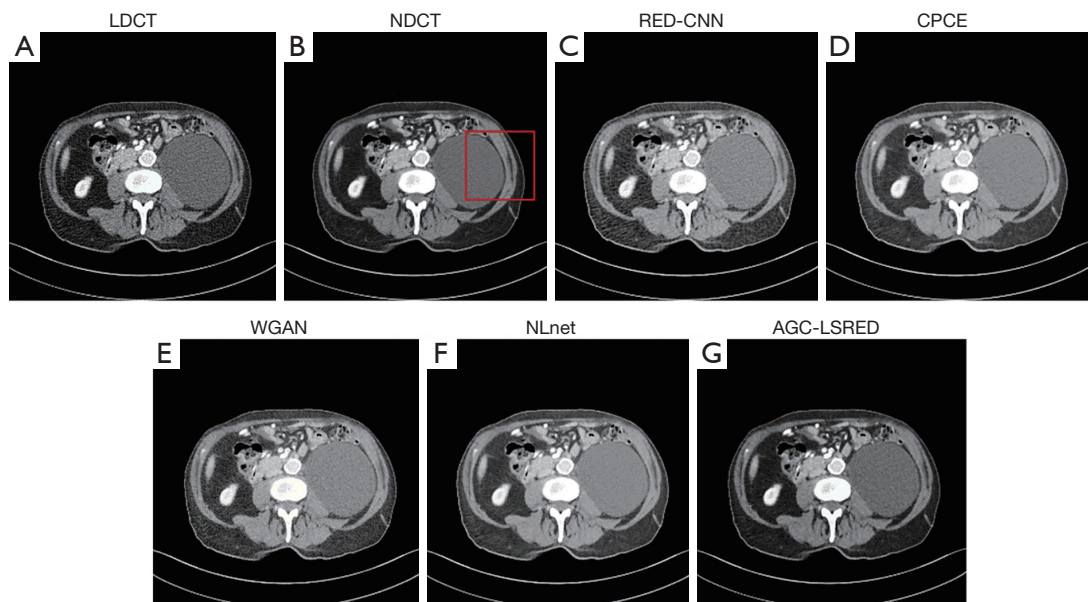 LDCT
NDCT
RED-CNN
CPCE
A
B
C
D
WGAN
NLnet
AGC-LSRED
E
F
G